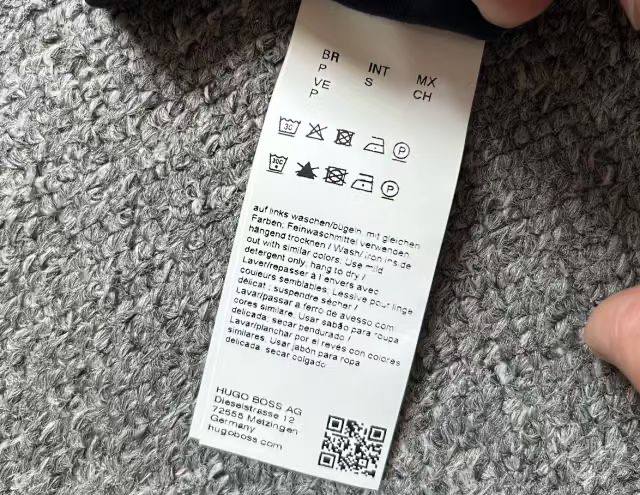 BR INT MX
P S CH
VE
P
30 P
30C P
auf links waschen/bügeln, mit gleichen
Farben, Feinwaschmittel verwenden,
hängend trocknen / Wash/iron inside
out with similar colors. Use mild
detergent only, hang to dry /
Laver/repasser à l envers avec
couleurs semblables. Lessive pour linge
délicat ; suspendre sécher /
Lavar/passar a ferro de avesso com
cores similare. Usar sabão para roupa
delicada, secar pendurado /
Lavar/planchar por el revés con colores
similares. Usar jabón para ropa
delicada, secar colgado
HUGO BOSS AG
Dieselstrasse 12
72555 Metzingen
Germany
hugoboss.com